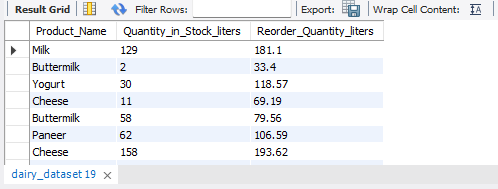 Result Grid Filter Rows: Export: Wrap Cell Content: IA
Product_Name Quantity_in_Stock_liters Reorder_Quantity_liters
Milk 129 181.1
Buttermilk 2 33.4
Yogurt 30 118.57
Cheese 11 69.19
Buttermilk 58 79.56
Paneer 62 106.59
Cheese 158 193.62
dairy_dataset 19 ×